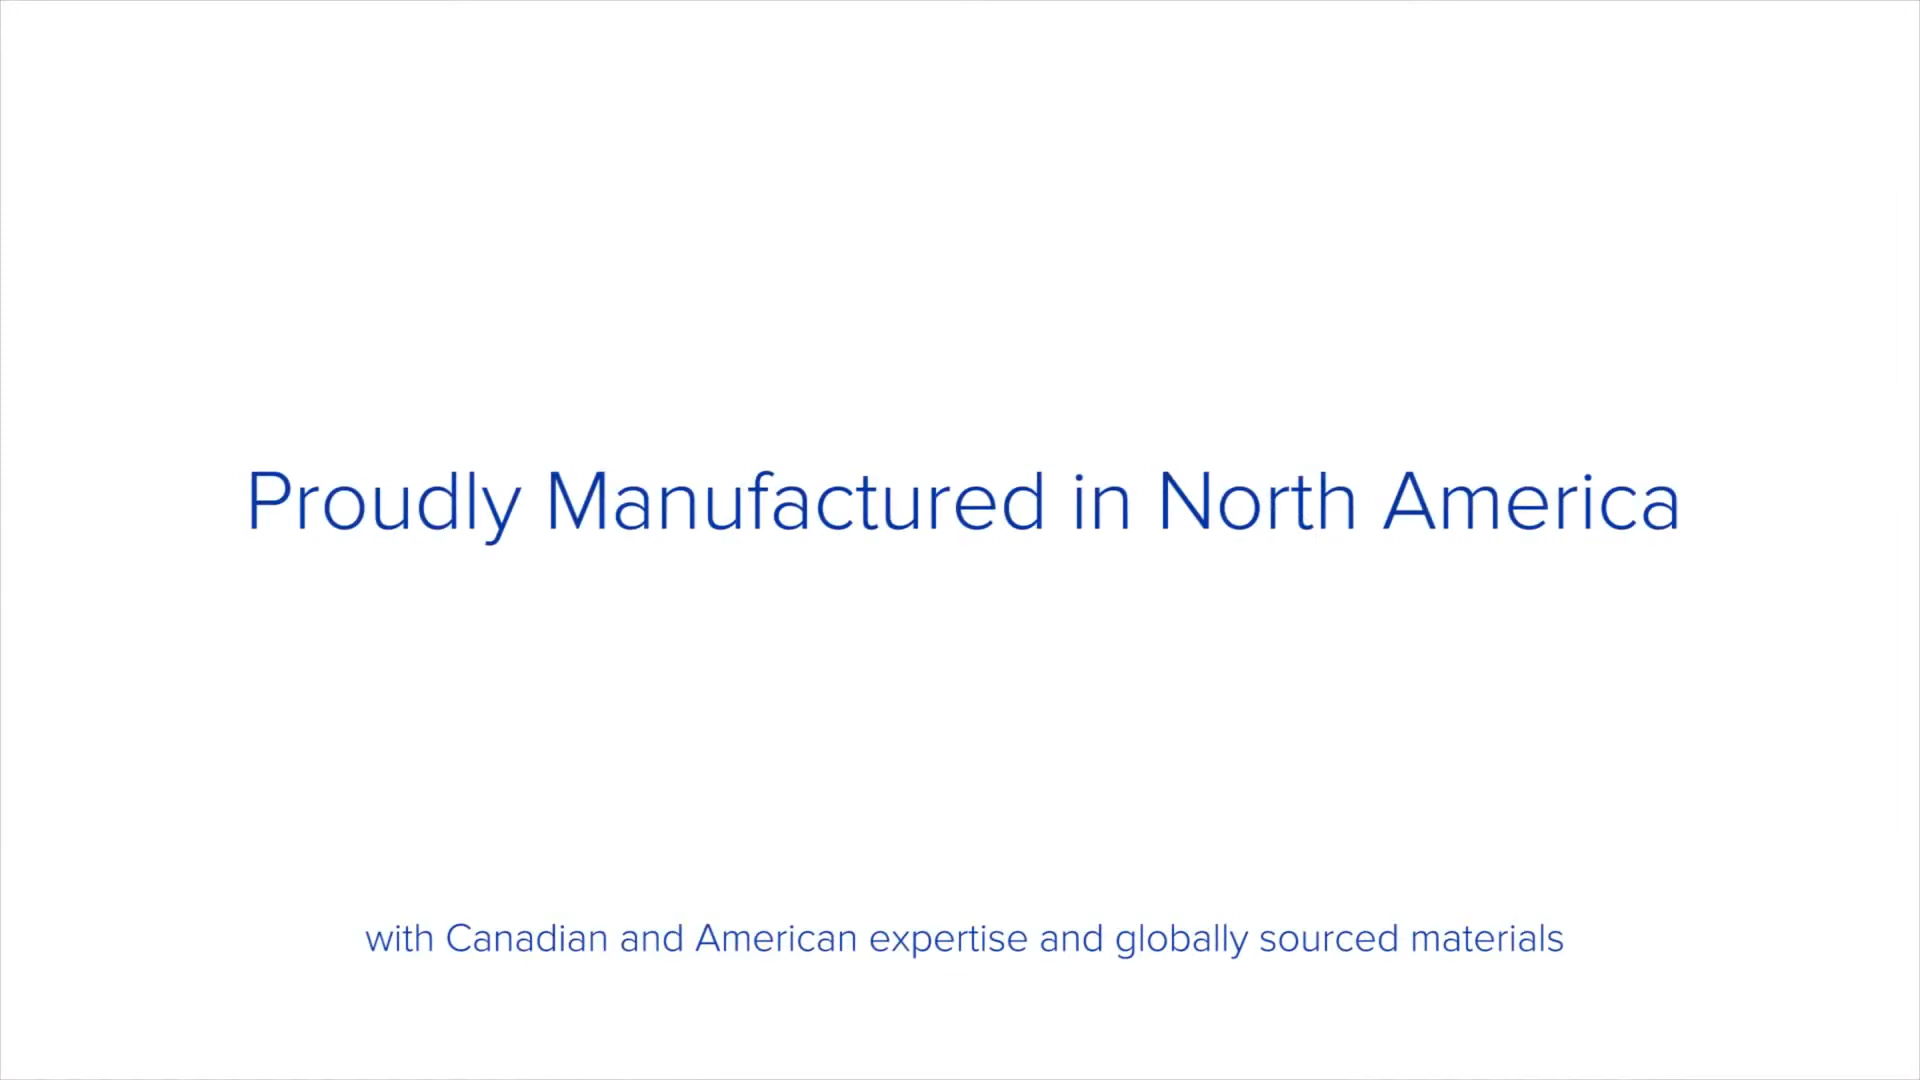 Proudly Manufactured in North America
with Canadian and American expertise and globally sourced materials